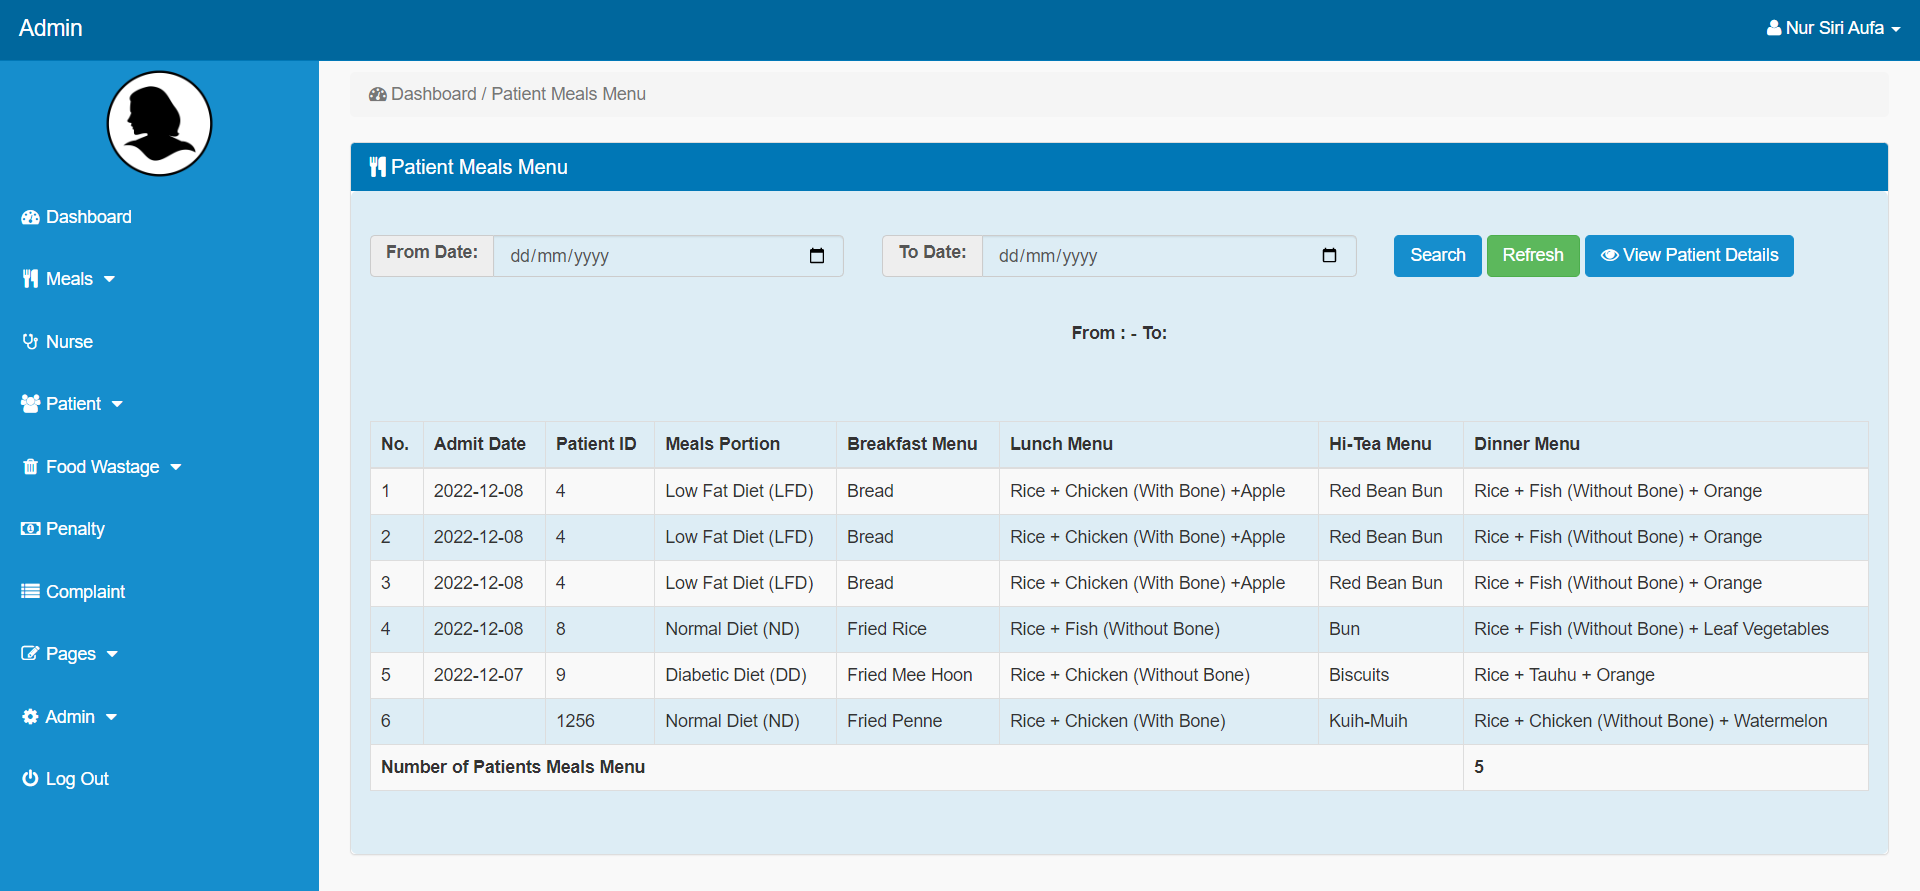 Admin
Nur Siri Aufa
Dashboard
Meals
Nurse
Patient
Food Wastage
Penalty
Complaint
Pages
Admin
Log Out
Dashboard / Patient Meals Menu
Patient Meals Menu
From Date: dd/mm/yyyy To Date: dd/mm/yyyy Search Refresh View Patient Details
From : - To:
No. Admit Date Patient ID Meals Portion Breakfast Menu Lunch Menu Hi-Tea Menu Dinner Menu
1 2022-12-08 4 Low Fat Diet (LFD) Bread Rice + Chicken (With Bone) +Apple Red Bean Bun Rice + Fish (Without Bone) + Orange
2 2022-12-08 4 Low Fat Diet (LFD) Bread Rice + Chicken (With Bone) +Apple Red Bean Bun Rice + Fish (Without Bone) + Orange
3 2022-12-08 4 Low Fat Diet (LFD) Bread Rice + Chicken (With Bone) +Apple Red Bean Bun Rice + Fish (Without Bone) + Orange
4 2022-12-08 8 Normal Diet (ND) Fried Rice Rice + Fish (Without Bone) Bun Rice + Fish (Without Bone) + Leaf Vegetables
5 2022-12-07 9 Diabetic Diet (DD) Fried Mee Hoon Rice + Chicken (Without Bone) Biscuits Rice + Tauhu + Orange
6 1256 Normal Diet (ND) Fried Penne Rice + Chicken (With Bone) Kuih-Muih Rice + Chicken (Without Bone) + Watermelon
Number of Patients Meals Menu 5